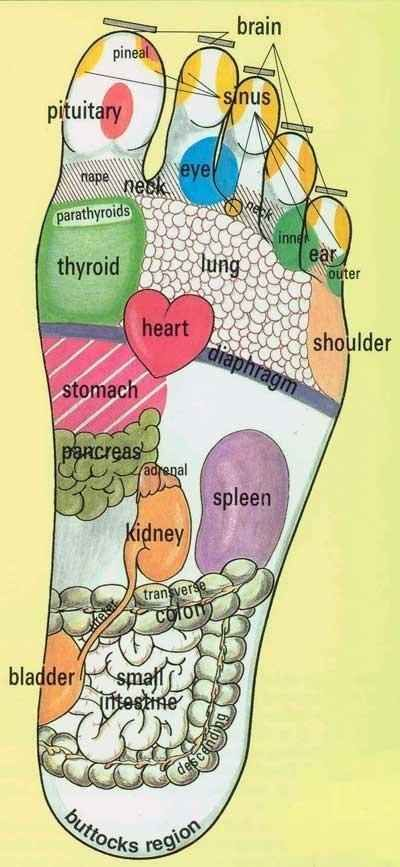 brain
pineal
sinus
pituitary
eye
nape
neck
neck
parathyroids
inner
ear
outer
thyroid
lung
heart
shoulder
diaphragm
stomach
pancreas
adrenal
spleen
kidney
transverse
colon
ureter
bladder
small
intestine
descending
buttocks region